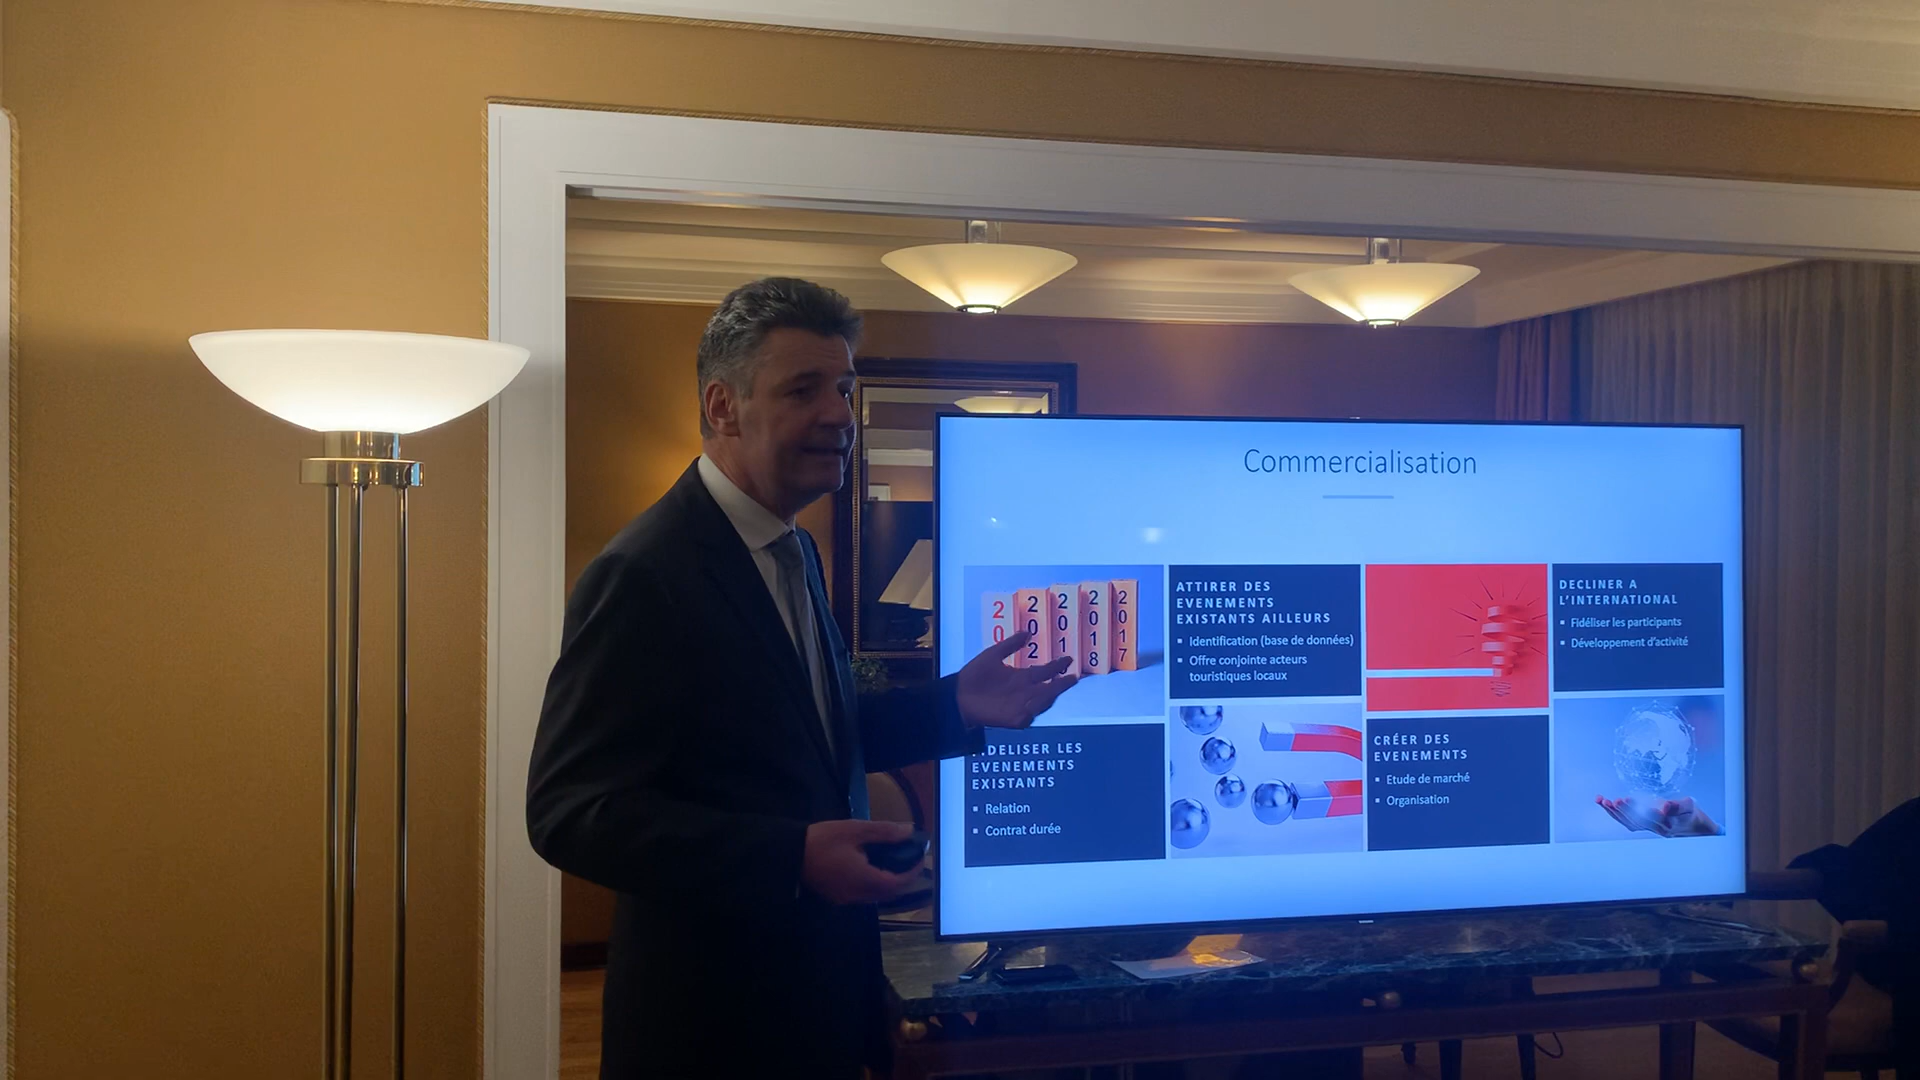 Commercialisation
2 2 2 2 2
0 0 0 0 0
2 1 1 1
8 7
FIDELISER LES
EVENEMENTS
EXISTANTS
▪ Relation
▪ Contrat durée
ATTIRER DES
EVENEMENTS
EXISTANTS AILLEURS
▪ Identification (base de données)
▪ Offre conjointe acteurs
touristiques locaux
CRÉER DES
EVENEMENTS
▪ Etude de marché
▪ Organisation
DECLINER A
L'INTERNATIONAL
▪ Fidéliser les participants
▪ Développement d'activité